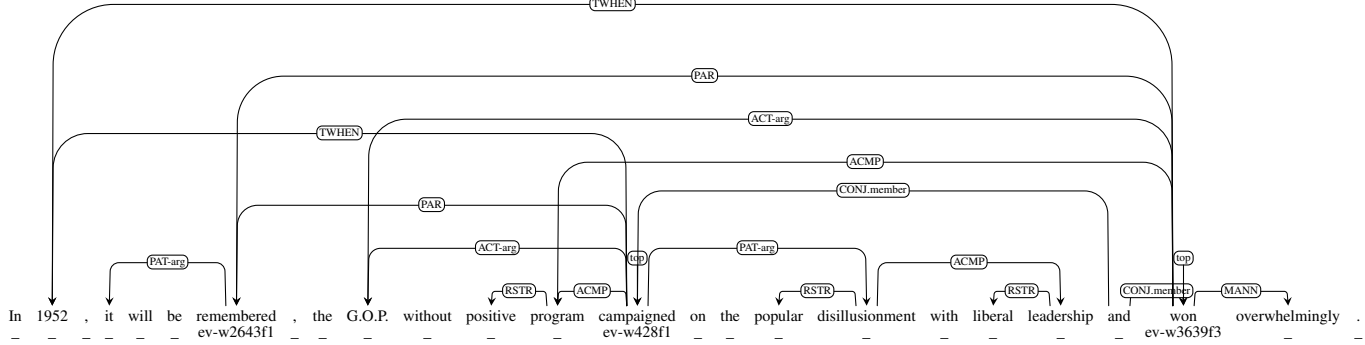 TWHEN
PAR
ACT-arg
TWHEN
ACMP
CONJ.member
PAR
ACT-arg top PAT-arg top
PAT-arg ACMP
RSTR ACMP RSTR RSTR CONJ.member MANN
In 1952 , it will be remembered , the G.O.P. without positive program campaigned on the popular disillusionment with liberal leadership and won overwhelmingly .
ev-w2643f1 ev-w428f1 ev-w3639f3
_ _ _ _ _ _ _ _ _ _ _ _ _ _ _ _ _ _ _ _ _ _